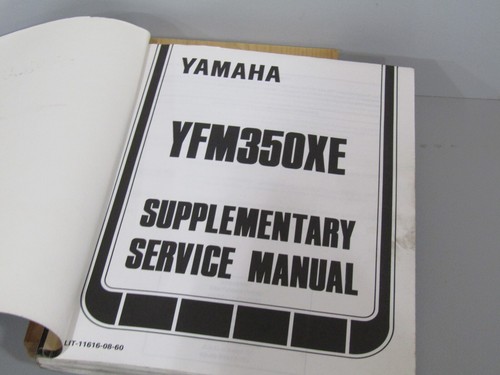 YAMAHA
YFM350XE
SUPPLEMENTARY
SERVICE MANUAL
LIT-11616-08-60